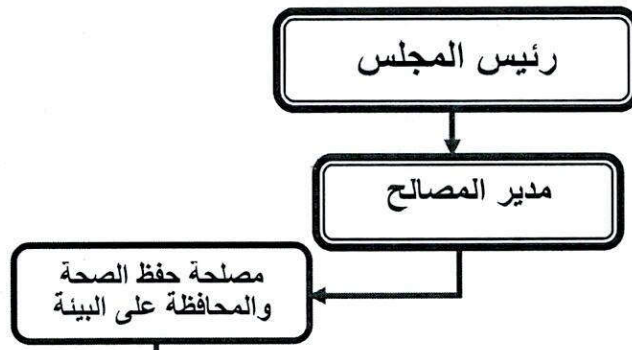 رئيس المجلس
مدير المصالح
مصلحة حفظ الصحة
والمحافظة على البيئة